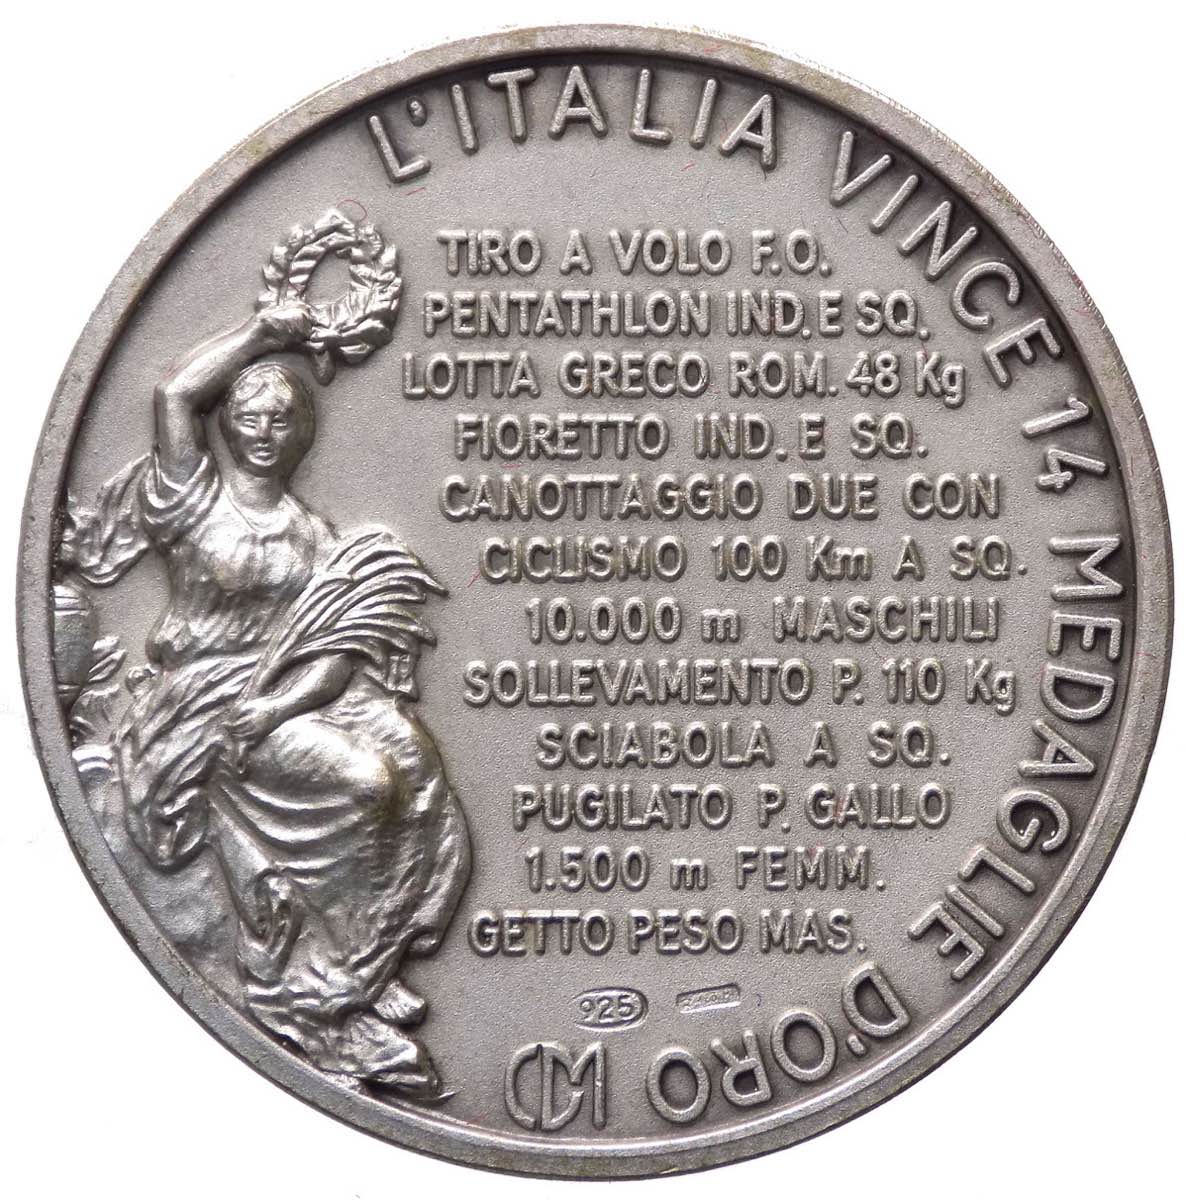 L'ITALIA VINCE 14 MEDAGLIE D'ORO
TIRO A VOLO F.O.
PENTATHLON IND. E SQ.
LOTTA GRECO ROM. 48 Kg
FIORETTO IND. E SQ.
CANOTTAGGIO DUE CON
CICLISMO 100 Km A SQ.
10.000 m MASCHILI
SOLLEVAMENTO P. 110 Kg
SCIABOLA A SQ.
PUGILATO P. GALLO
1.500 m FEMM.
GETTO PESO MAS.
925
CM